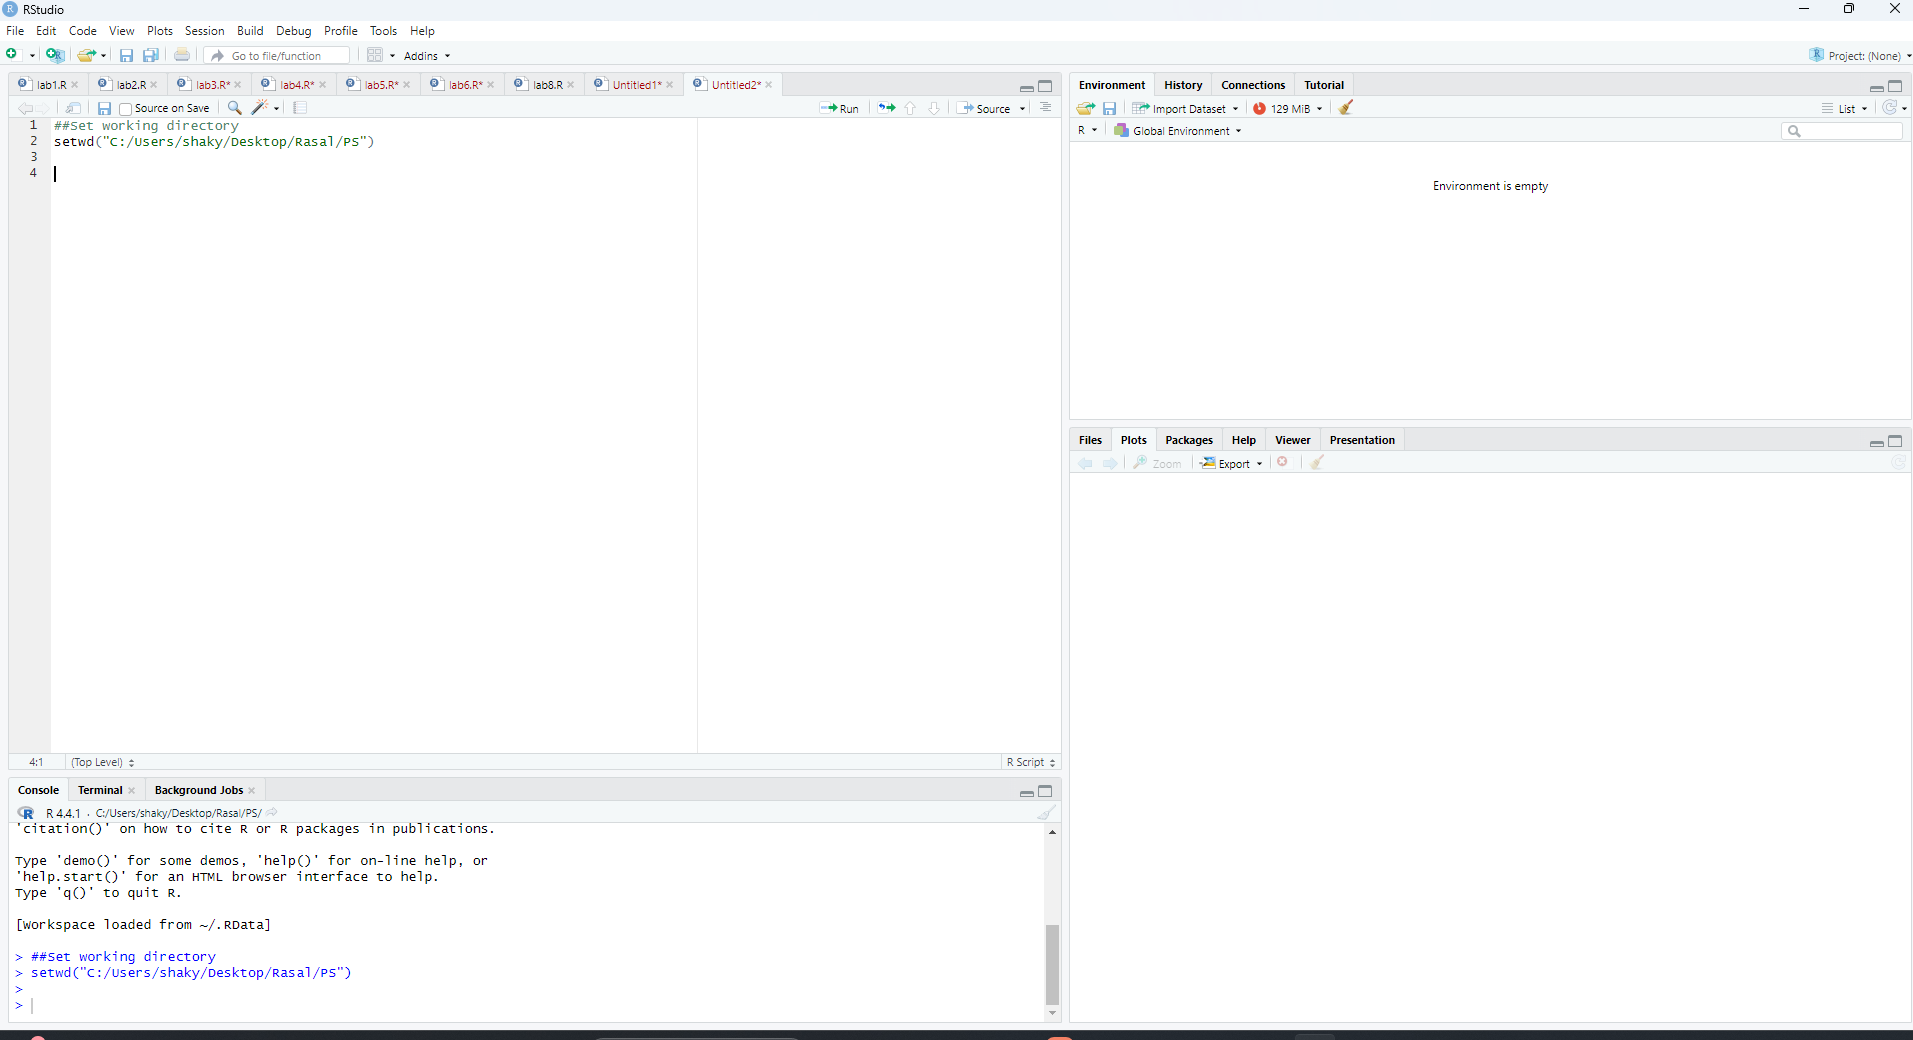 RStudio
File Edit Code View Plots Session Build Debug Profile Tools Help
Go to file/function Addins Project: (None)
lab1.R lab2.R lab3.R* lab4.R* lab5.R* lab6.R* lab8.R Untitled1* Untitled2*
Source on Save Run Source
1 ##Set working directory
2 setwd("C:/Users/shaky/Desktop/Rasal/PS")
3
4
4:1 (Top Level) R Script
Console Terminal Background Jobs
R 4.4.1 · C:/Users/shaky/Desktop/Rasal/PS/
'citation()' on how to cite R or R packages in publications.
Type 'demo()' for some demos, 'help()' for on-line help, or
'help.start()' for an HTML browser interface to help.
Type 'q()' to quit R.
[Workspace loaded from ~/.RData]
> ##Set working directory
> setwd("C:/Users/shaky/Desktop/Rasal/PS")
>
>
Environment History Connections Tutorial
Import Dataset 129 MiB List
R Global Environment
Environment is empty
Files Plots Packages Help Viewer Presentation
Zoom Export